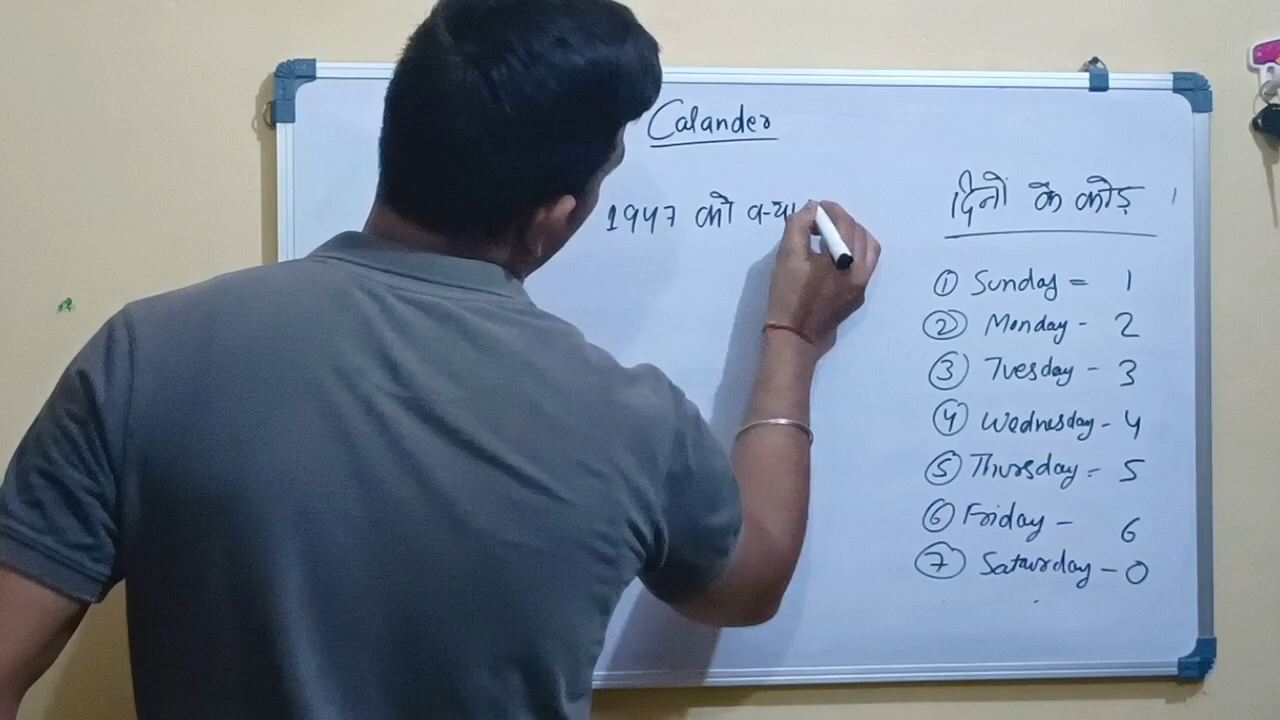 Calander
1947 को क्या
दिनों के कोड़
① Sunday = 1
② Monday - 2
③ Tuesday - 3
④ Wednesday - 4
⑤ Thursday = 5
⑥ Friday - 6
⑦ Saturday - 0